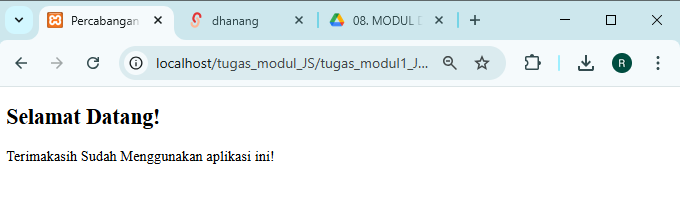 Percabangan
dhanang
08. MODUL D
localhost/tugas_modul_JS/tugas_modul1_J...
R
Selamat Datang!
Terimakasih Sudah Menggunakan aplikasi ini!